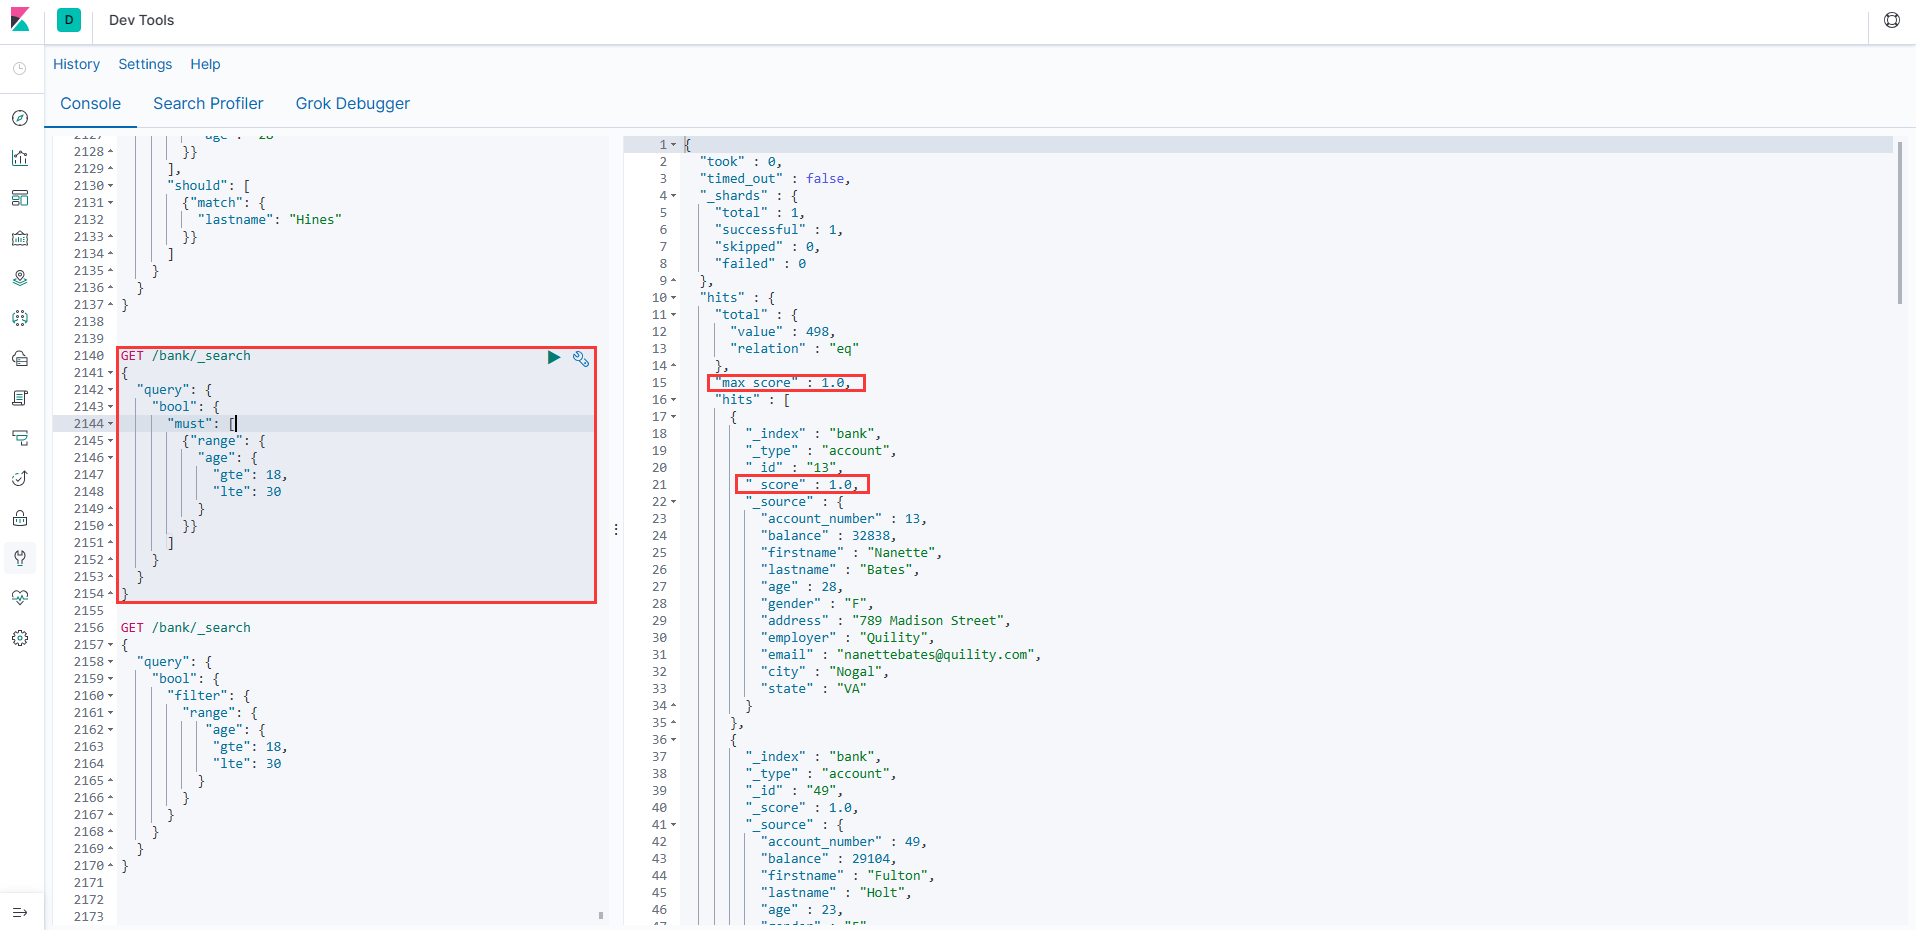 D Dev Tools
History Settings Help
Console Search Profiler Grok Debugger
2127 "age": "28"
2128 }}
2129 ],
2130 "should": [
2131 {"match": {
2132 "lastname": "Hines"
2133 }}
2134 ]
2135 }
2136 }
2137 }
2138
2139
2140 GET /bank/_search
2141 {
2142 "query": {
2143 "bool": {
2144 "must": [
2145 {"range": {
2146 "age": {
2147 "gte": 18,
2148 "lte": 30
2149 }
2150 }}
2151 ]
2152 }
2153 }
2154 }
2155
2156 GET /bank/_search
2157 {
2158 "query": {
2159 "bool": {
2160 "filter": {
2161 "range": {
2162 "age": {
2163 "gte": 18,
2164 "lte": 30
2165 }
2166 }
2167 }
2168 }
2169 }
2170 }
2171
2172
2173
1 {
2 "took" : 0,
3 "timed_out" : false,
4 "_shards" : {
5 "total" : 1,
6 "successful" : 1,
7 "skipped" : 0,
8 "failed" : 0
9 },
10 "hits" : {
11 "total" : {
12 "value" : 498,
13 "relation" : "eq"
14 },
15 "max_score" : 1.0,
16 "hits" : [
17 {
18 "_index" : "bank",
19 "_type" : "account",
20 "_id" : "13",
21 "_score" : 1.0,
22 "_source" : {
23 "account_number" : 13,
24 "balance" : 32838,
25 "firstname" : "Nanette",
26 "lastname" : "Bates",
27 "age" : 28,
28 "gender" : "F",
29 "address" : "789 Madison Street",
30 "employer" : "Quility",
31 "email" : "nanettebates@quility.com",
32 "city" : "Nogal",
33 "state" : "VA"
34 }
35 },
36 {
37 "_index" : "bank",
38 "_type" : "account",
39 "_id" : "49",
40 "_score" : 1.0,
41 "_source" : {
42 "account_number" : 49,
43 "balance" : 29104,
44 "firstname" : "Fulton",
45 "lastname" : "Holt",
46 "age" : 23,
47 "gender" : "F",